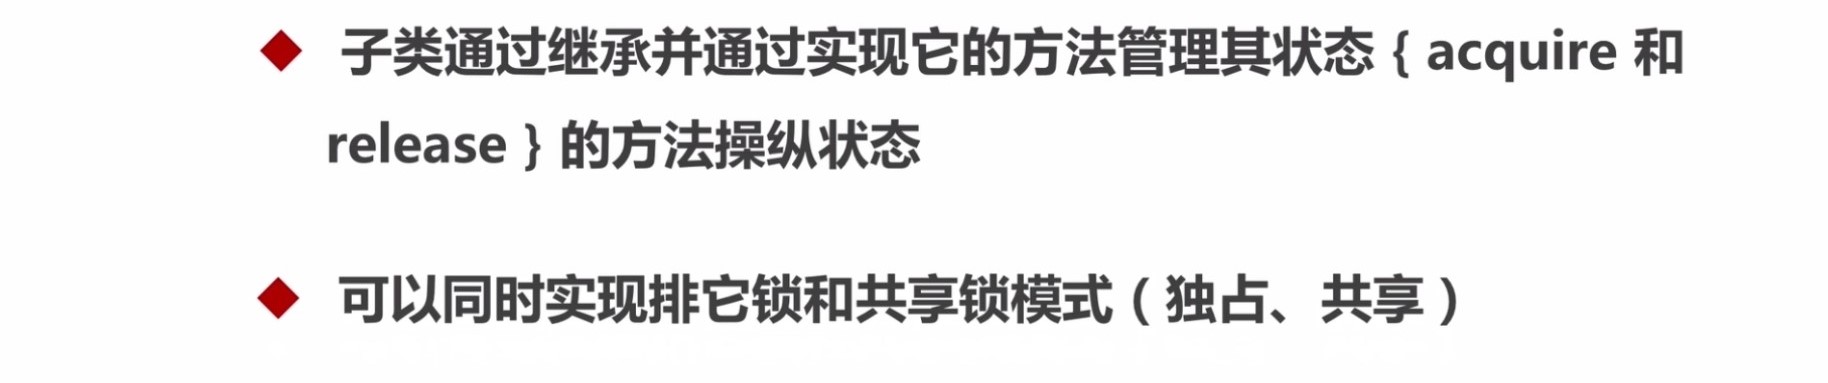 子类通过继承并通过实现它的方法管理其状态 { acquire 和
release } 的方法操纵状态
可以同时实现排它锁和共享锁模式（独占、共享）